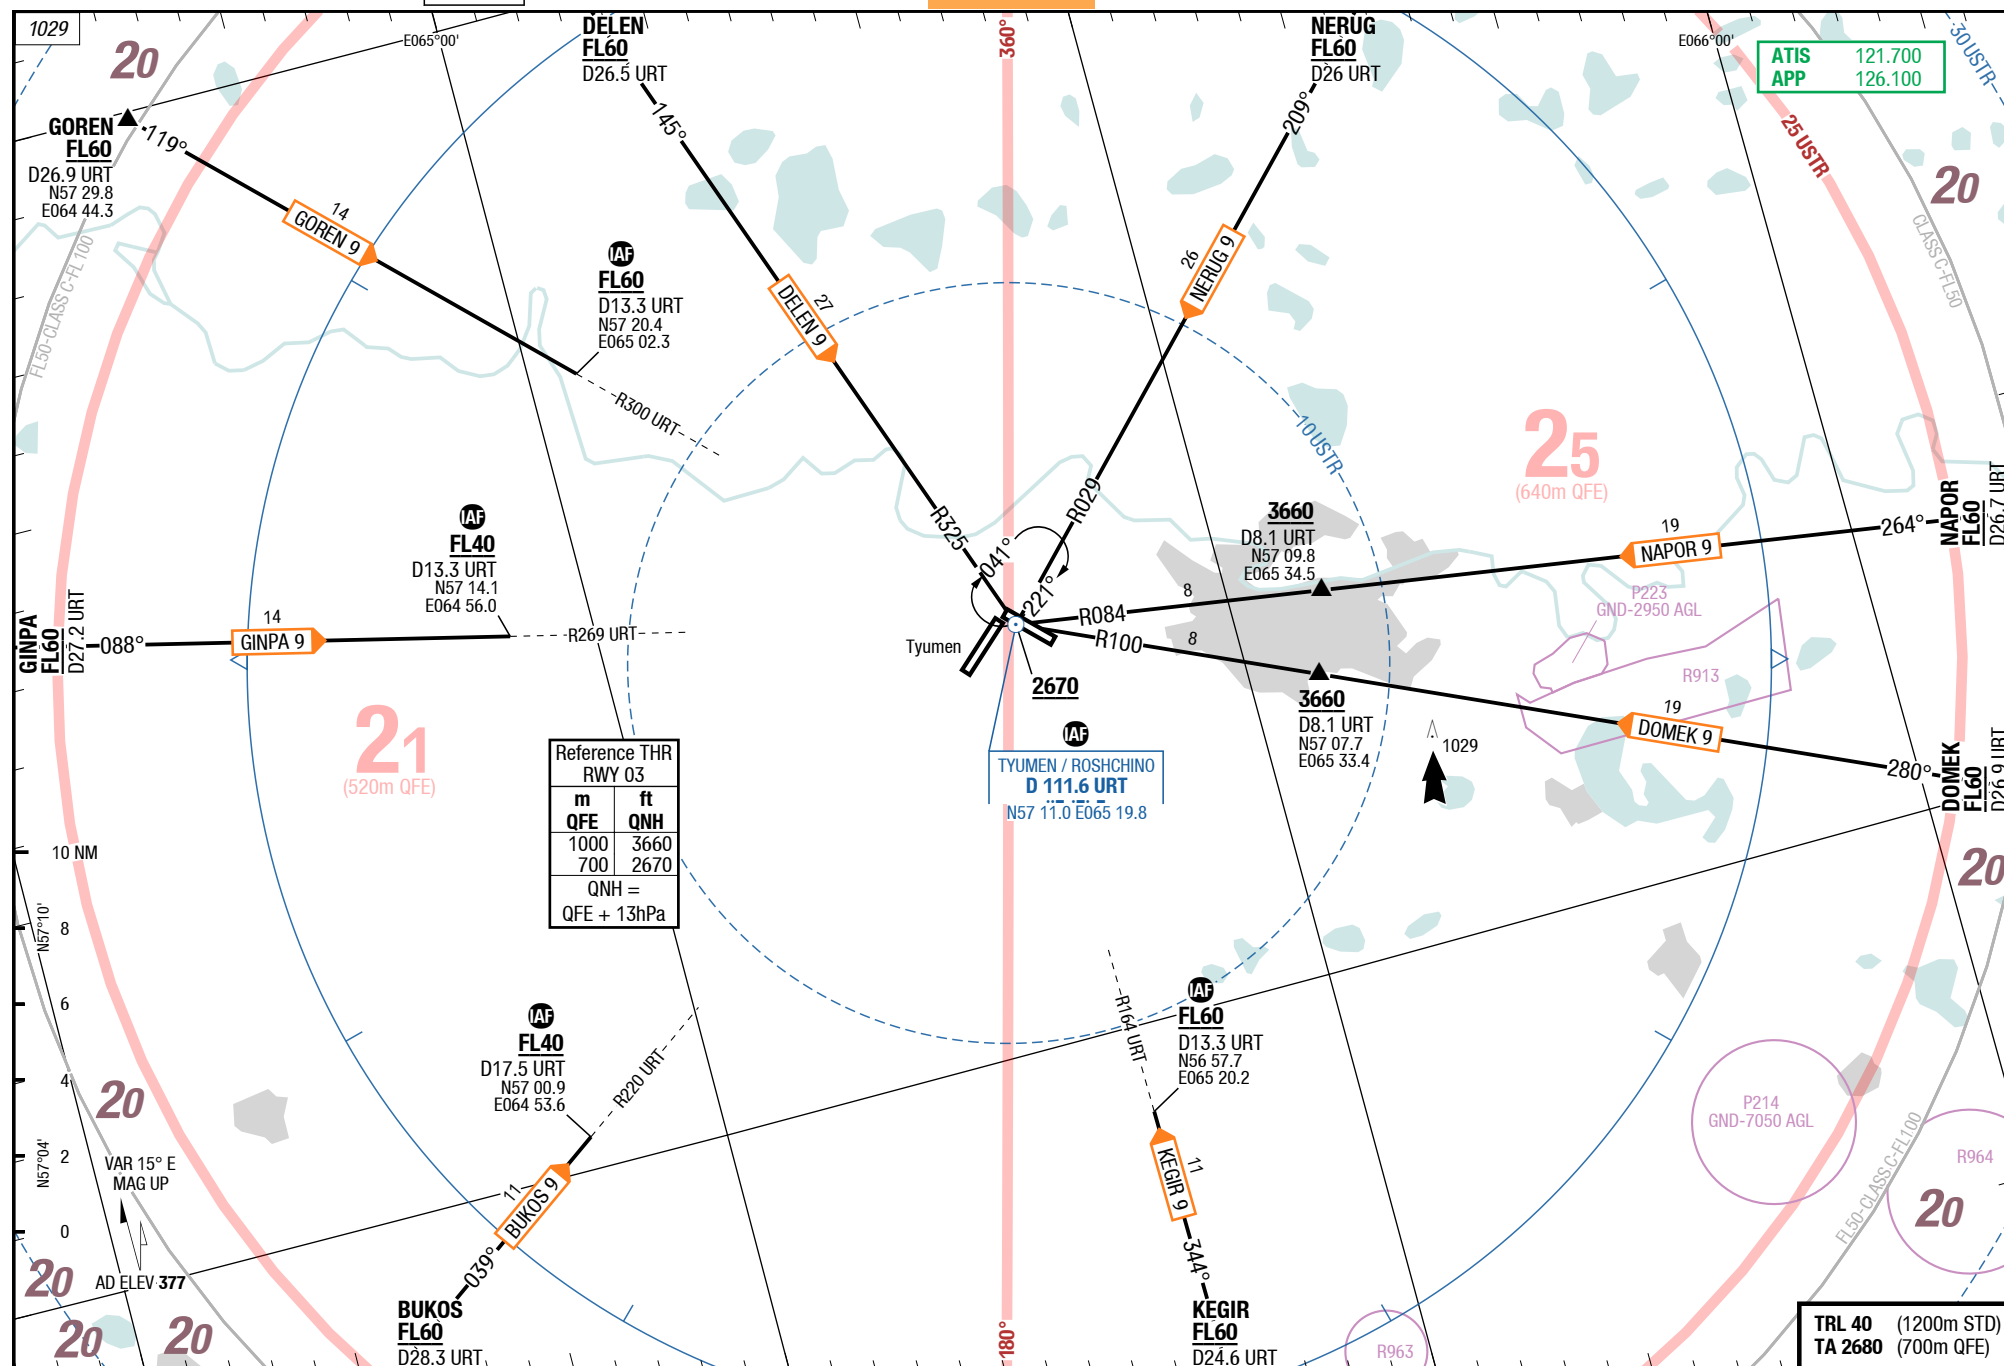 1029
20
E065°00'
DELEN
FL60
D26.5 URT
360°
NERUG
FL60
D26 URT
E066°00'
ATIS 121.700
APP 126.100
30 USTR
25 USTR
GOREN
FL60
D26.9 URT
N57 29.8
E064 44.3
119°
14
GOREN 9
145°
27
DELEN 9
209°
26
NERUG 9
20
CLASS C-FL50
FL50-CLASS C-FL100
IAF
FL60
D13.3 URT
N57 20.4
E065 02.3
R300 URT
10 USTR
25
(640m QFE)
IAF
FL40
D13.3 URT
N57 14.1
E064 56.0
R325
R029
041°
221°
3660
D8.1 URT
N57 09.8
E065 34.5
19
NAPOR 9
264°
NAPOR
FL60
D26.7 URT
P223
GND-2950 AGL
R913
GINPA
FL60
D27.2 URT
088°
14
GINPA 9
R269 URT
Tyumen
R084
8
R100
8
2670
3660
D8.1 URT
N57 07.7
E065 33.4
1029
19
DOMEK 9
280°
DOMEK
FL60
D26.9 URT
21
(520m QFE)
Reference THR
RWY 03
m ft
QFE QNH
1000 3660
700 2670
QNH =
QFE + 13hPa
IAF
TYUMEN / ROSHCHINO
D 111.6 URT
N57 11.0 E065 19.8
20
10 NM
8
6
4
2
0
N57°10'
N57°04'
20
VAR 15° E
MAG UP
AD ELEV 377
20
20
20
IAF
FL40
D17.5 URT
N57 00.9
E064 53.6
R220 URT
11
BUKOS 9
039°
BUKOS
FL60
D28.3 URT
R164 URT
IAF
FL60
D13.3 URT
N56 57.7
E065 20.2
11
KEGIR 9
344°
KEGIR
FL60
D24.6 URT
180°
R963
P214
GND-7050 AGL
FL50-CLASS C-FL100
R964
20
TRL 40 (1200m STD)
TA 2680 (700m QFE)